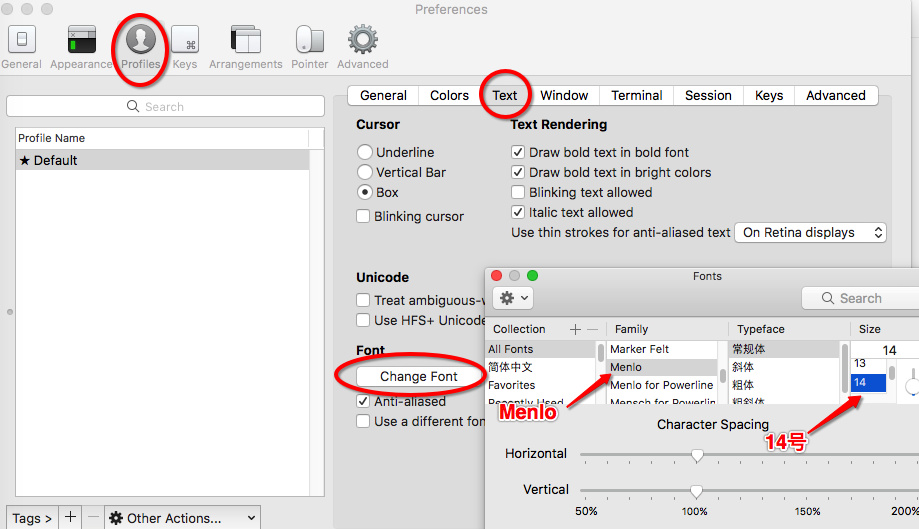 Preferences
General Appearance Profiles Keys Arrangements Pointer Advanced
Search
Profile Name
★ Default
Tags > + − Other Actions...
General Colors Text Window Terminal Session Keys Advanced
Cursor
Underline
Vertical Bar
Box
Blinking cursor
Text Rendering
Draw bold text in bold font
Draw bold text in bright colors
Blinking text allowed
Italic text allowed
Use thin strokes for anti-aliased text On Retina displays
Unicode
Treat ambiguous-w
Use HFS+ Unicode
Font
Change Font
Anti-aliased
Use a different fon
Fonts
Search
Collection + −
All Fonts
简体中文
Favorites
Recently Used
Family
Marker Felt
Menlo
Menlo for Powerline
Mensch for Powerlin
Typeface
常规体
斜体
粗体
粗斜体
Size
14
13
14
Menlo
14号
Character Spacing
Horizontal
Vertical
50% 100% 150% 200%